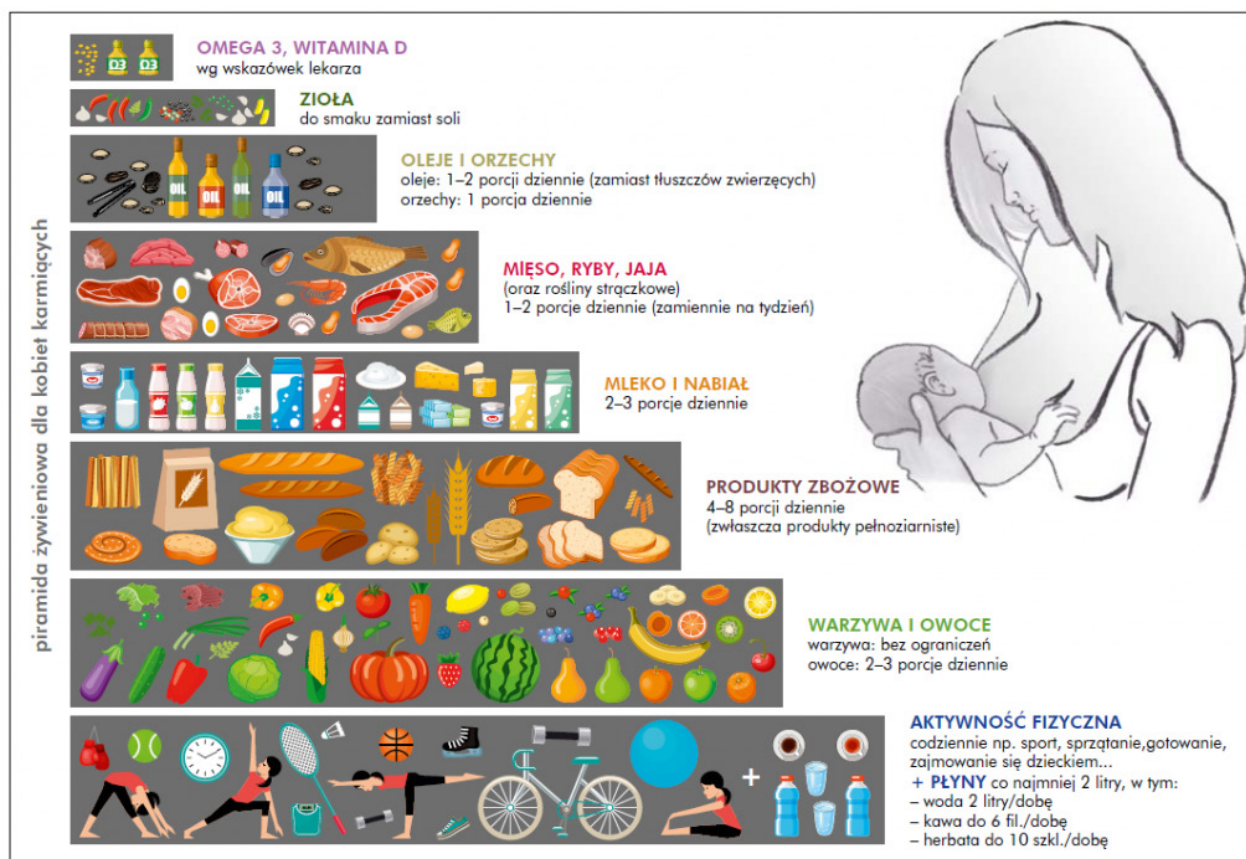 OMEGA 3, WITAMINA D
wg wskazówek lekarza
Ω3 Ω3
ZIOŁA
do smaku zamiast soli
OLEJE I ORZECHY
oleje: 1–2 porcji dziennie (zamiast tłuszczów zwierzęcych)
orzechy: 1 porcja dziennie
OIL OIL OIL OIL
MIĘSO, RYBY, JAJA
(oraz rośliny strączkowe)
1–2 porcje dziennie (zamiennie na tydzień)
MLEKO I NABIAŁ
2–3 porcje dziennie
PRODUKTY ZBOŻOWE
4–8 porcji dziennie
(zwłaszcza produkty pełnoziarniste)
WARZYWA I OWOCE
warzywa: bez ograniczeń
owoce: 2–3 porcje dziennie
AKTYWNOŚĆ FIZYCZNA
codziennie np. sport, sprzątanie,gotowanie,
zajmowanie się dzieckiem...
+ PŁYNY co najmniej 2 litry, w tym:
– woda 2 litry/dobę
– kawa do 6 fil./dobę
– herbata do 10 szkl./dobę
+
piramida żywieniowa dla kobiet karmiących